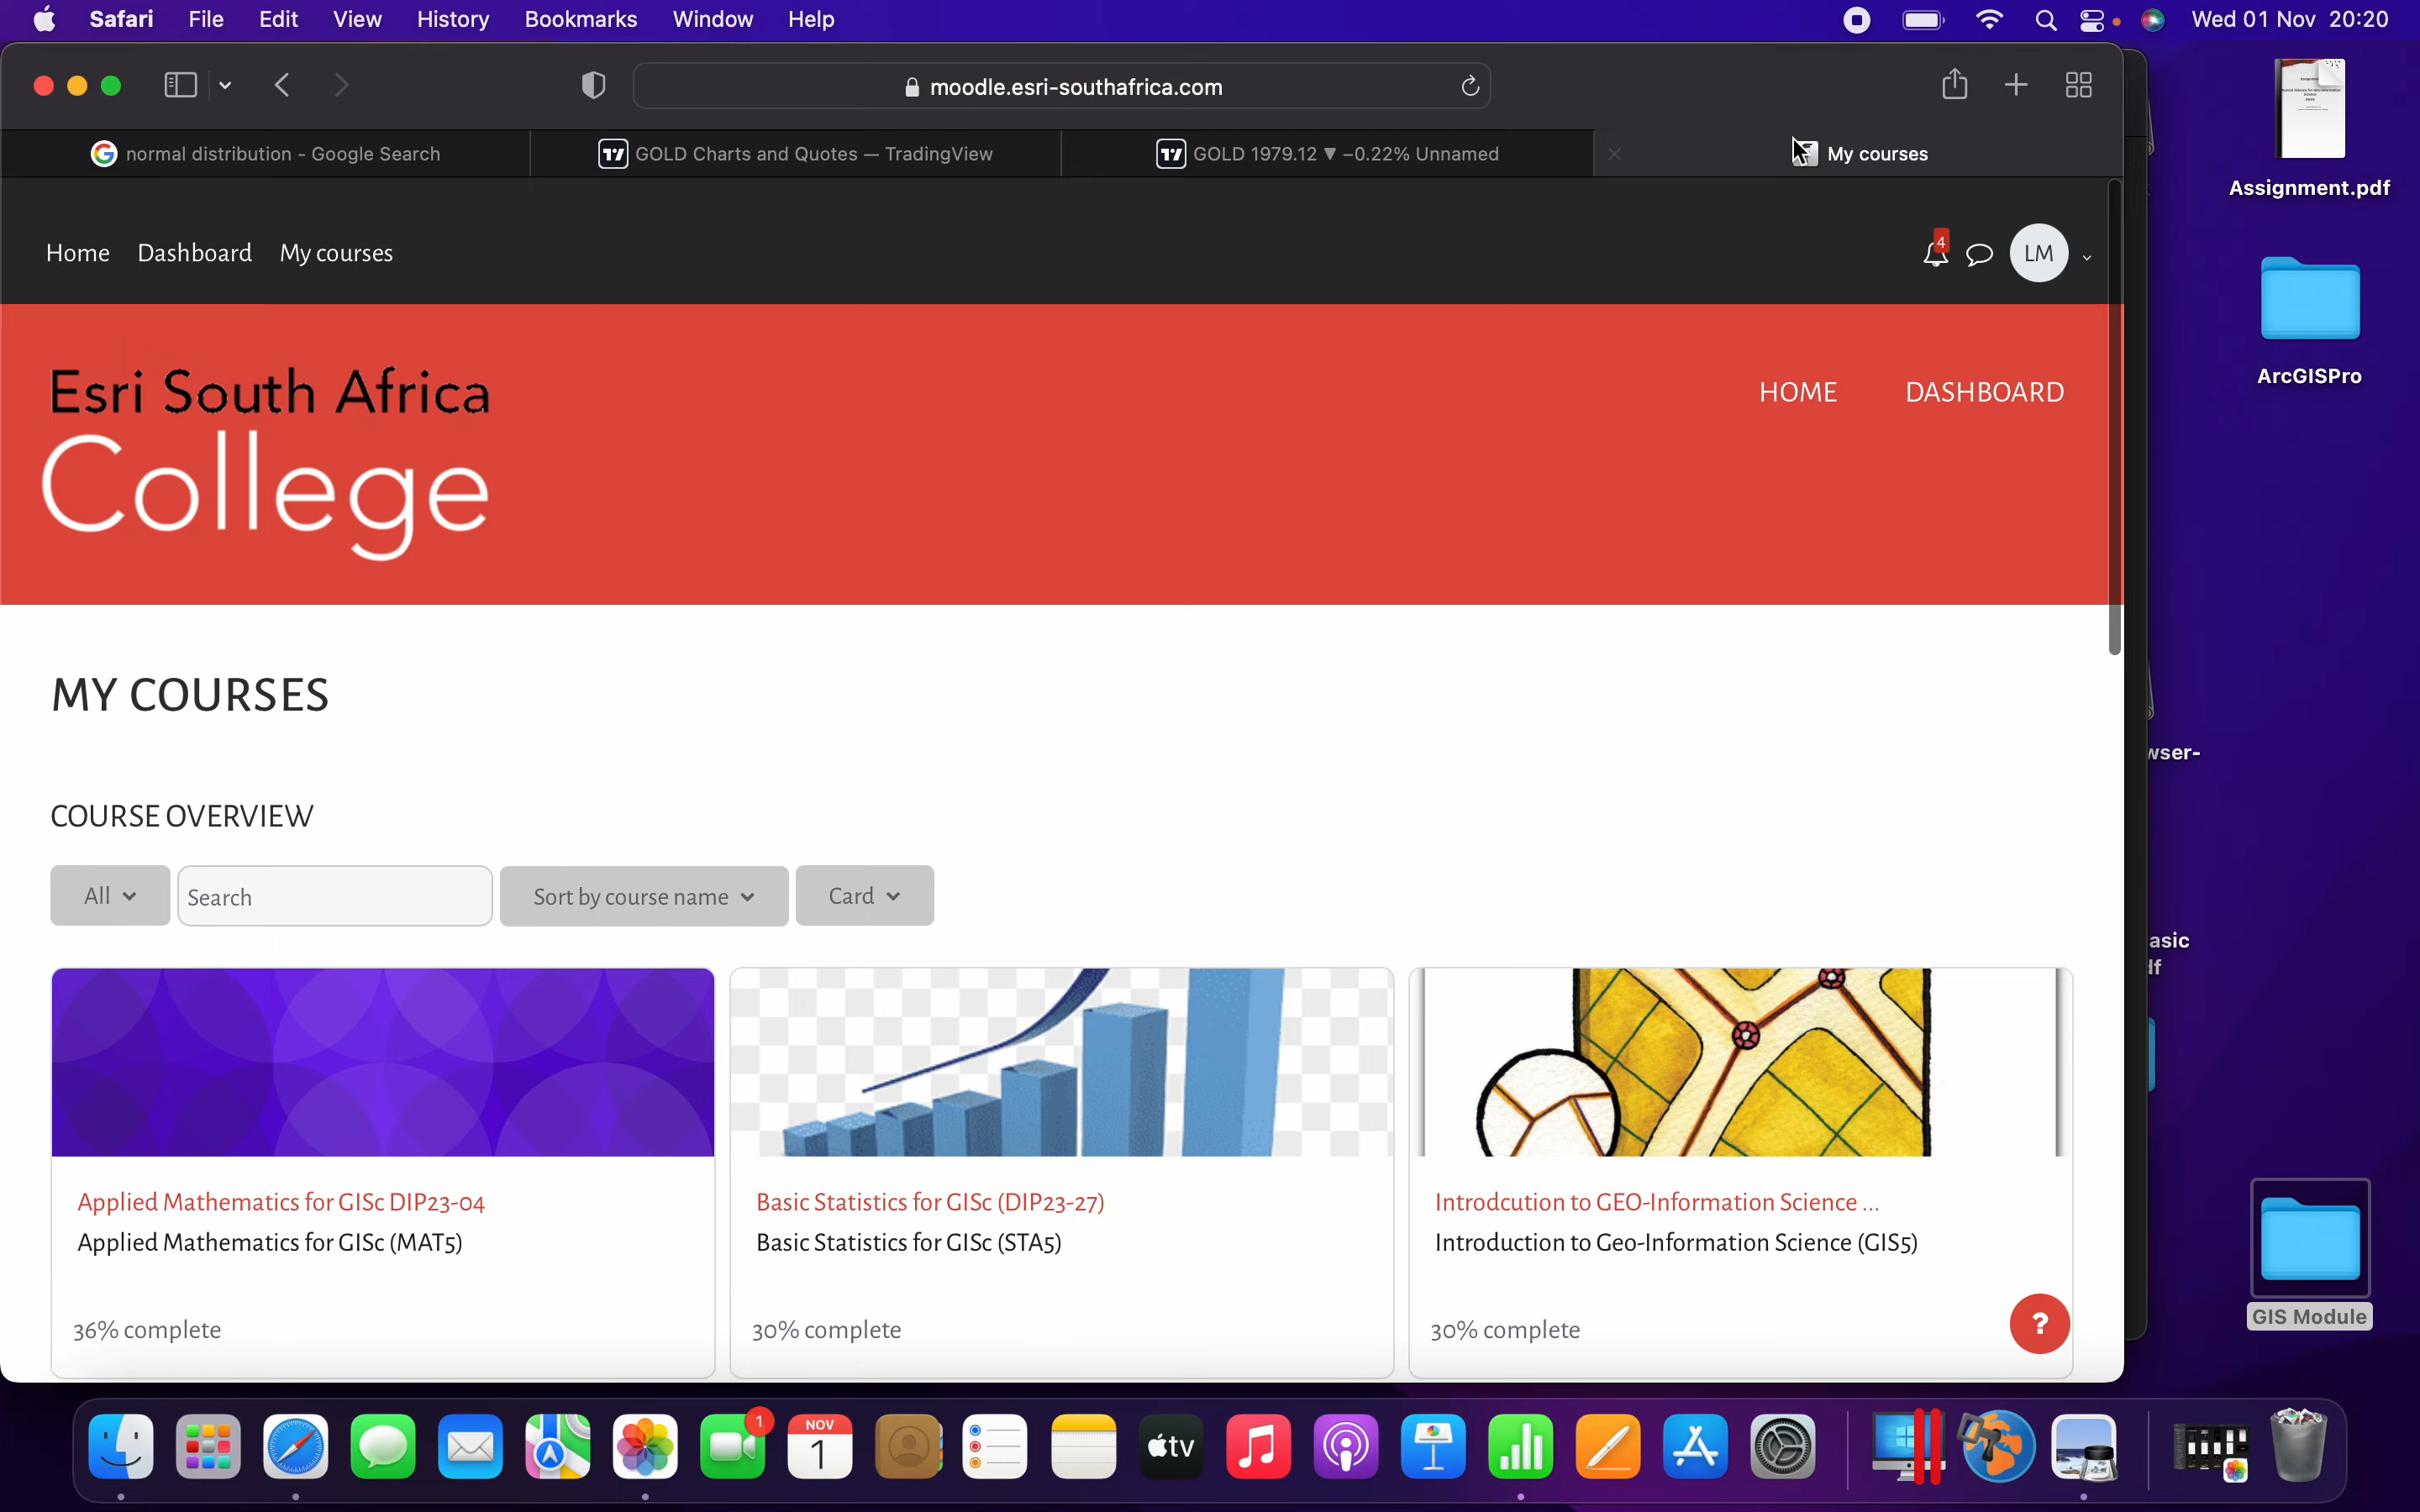 Safari File Edit View History Bookmarks Window Help Wed 01 Nov 20:20
moodle.esri-southafrica.com
normal distribution - Google Search GOLD Charts and Quotes — TradingView GOLD 1979.12 ▼ −0.22% Unnamed My courses
Assignment.pdf
Home Dashboard My courses 4 LM
ArcGISPro
Esri South Africa
College
HOME DASHBOARD
MY COURSES
wser-
COURSE OVERVIEW
All Search Sort by course name Card
asic
df
Applied Mathematics for GISc DIP23-04
Applied Mathematics for GISc (MAT5)
36% complete
Basic Statistics for GISc (DIP23-27)
Basic Statistics for GISc (STA5)
30% complete
Introdcution to GEO-Information Science ...
Introduction to Geo-Information Science (GIS5)
30% complete
?
GIS Module
1
NOV
1
tv